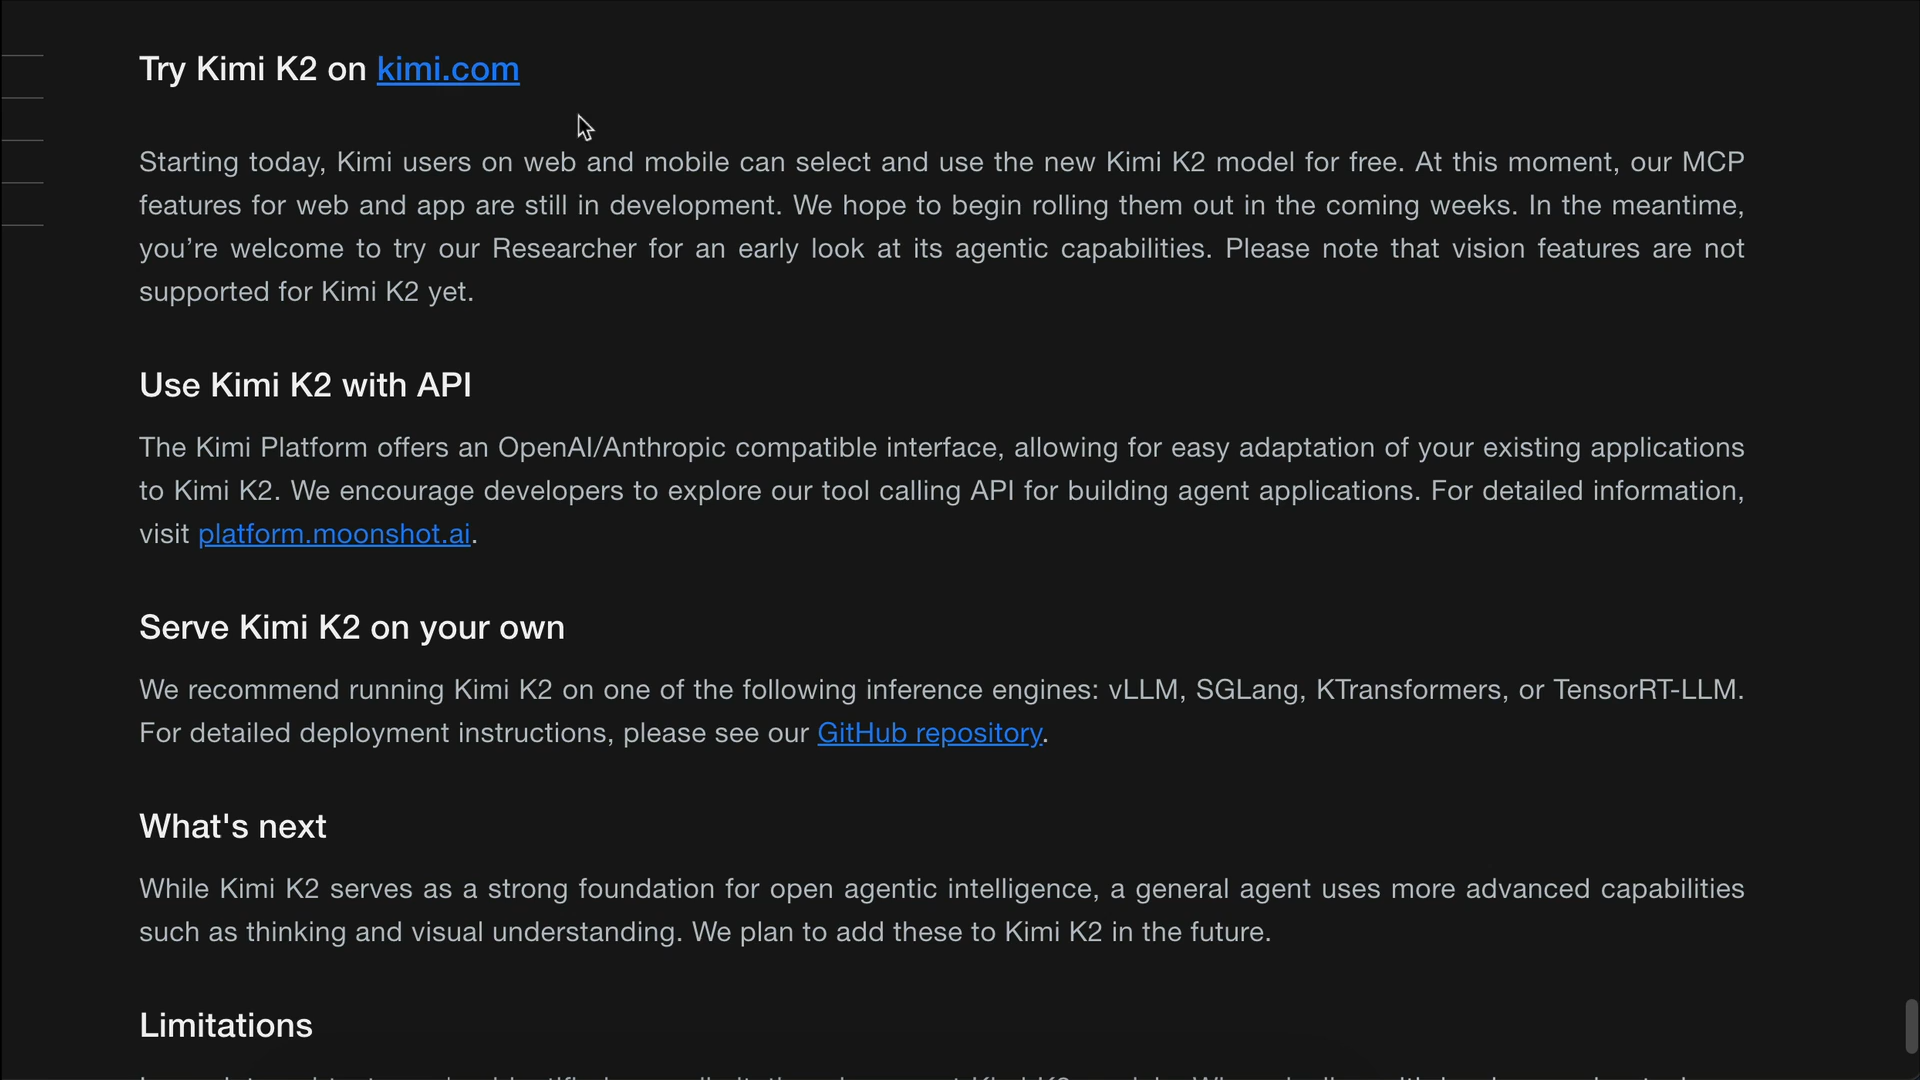 Try Kimi K2 on kimi.com
Starting today, Kimi users on web and mobile can select and use the new Kimi K2 model for free. At this moment, our MCP
features for web and app are still in development. We hope to begin rolling them out in the coming weeks. In the meantime,
you’re welcome to try our Researcher for an early look at its agentic capabilities. Please note that vision features are not
supported for Kimi K2 yet.
Use Kimi K2 with API
The Kimi Platform offers an OpenAI/Anthropic compatible interface, allowing for easy adaptation of your existing applications
to Kimi K2. We encourage developers to explore our tool calling API for building agent applications. For detailed information,
visit platform.moonshot.ai.
Serve Kimi K2 on your own
We recommend running Kimi K2 on one of the following inference engines: vLLM, SGLang, KTransformers, or TensorRT-LLM.
For detailed deployment instructions, please see our GitHub repository.
What's next
While Kimi K2 serves as a strong foundation for open agentic intelligence, a general agent uses more advanced capabilities
such as thinking and visual understanding. We plan to add these to Kimi K2 in the future.
Limitations